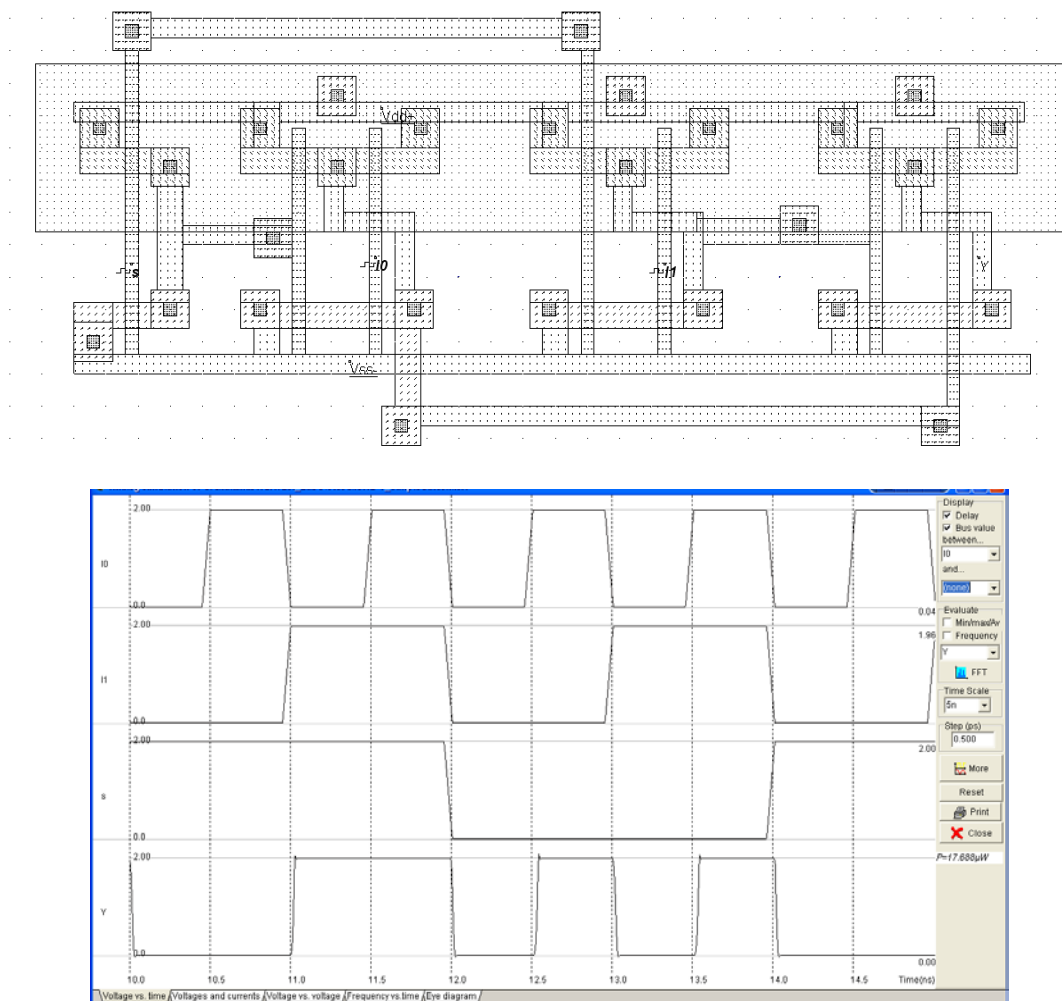 Vdd+
s
I0
I1
Y
Vss-
2.00
I0
0.0
0.04
2.00
1.96
I1
0.0
2.00
2.00
s
0.0
2.00
Y
0.0
0.00
10.0 10.5 11.0 11.5 12.0 12.5 13.0 13.5 14.0 14.5 Time(ns)
Voltage vs. time Voltages and currents Voltage vs. voltage Frequency vs.time Eye diagram
Display
Delay
Bus value
between...
I0
and...
(none)
Evaluate
Min/max/Av
Frequency
Y
FFT
Time Scale
5n
Step (ps)
0.500
More
Reset
Print
Close
P=17.688µW